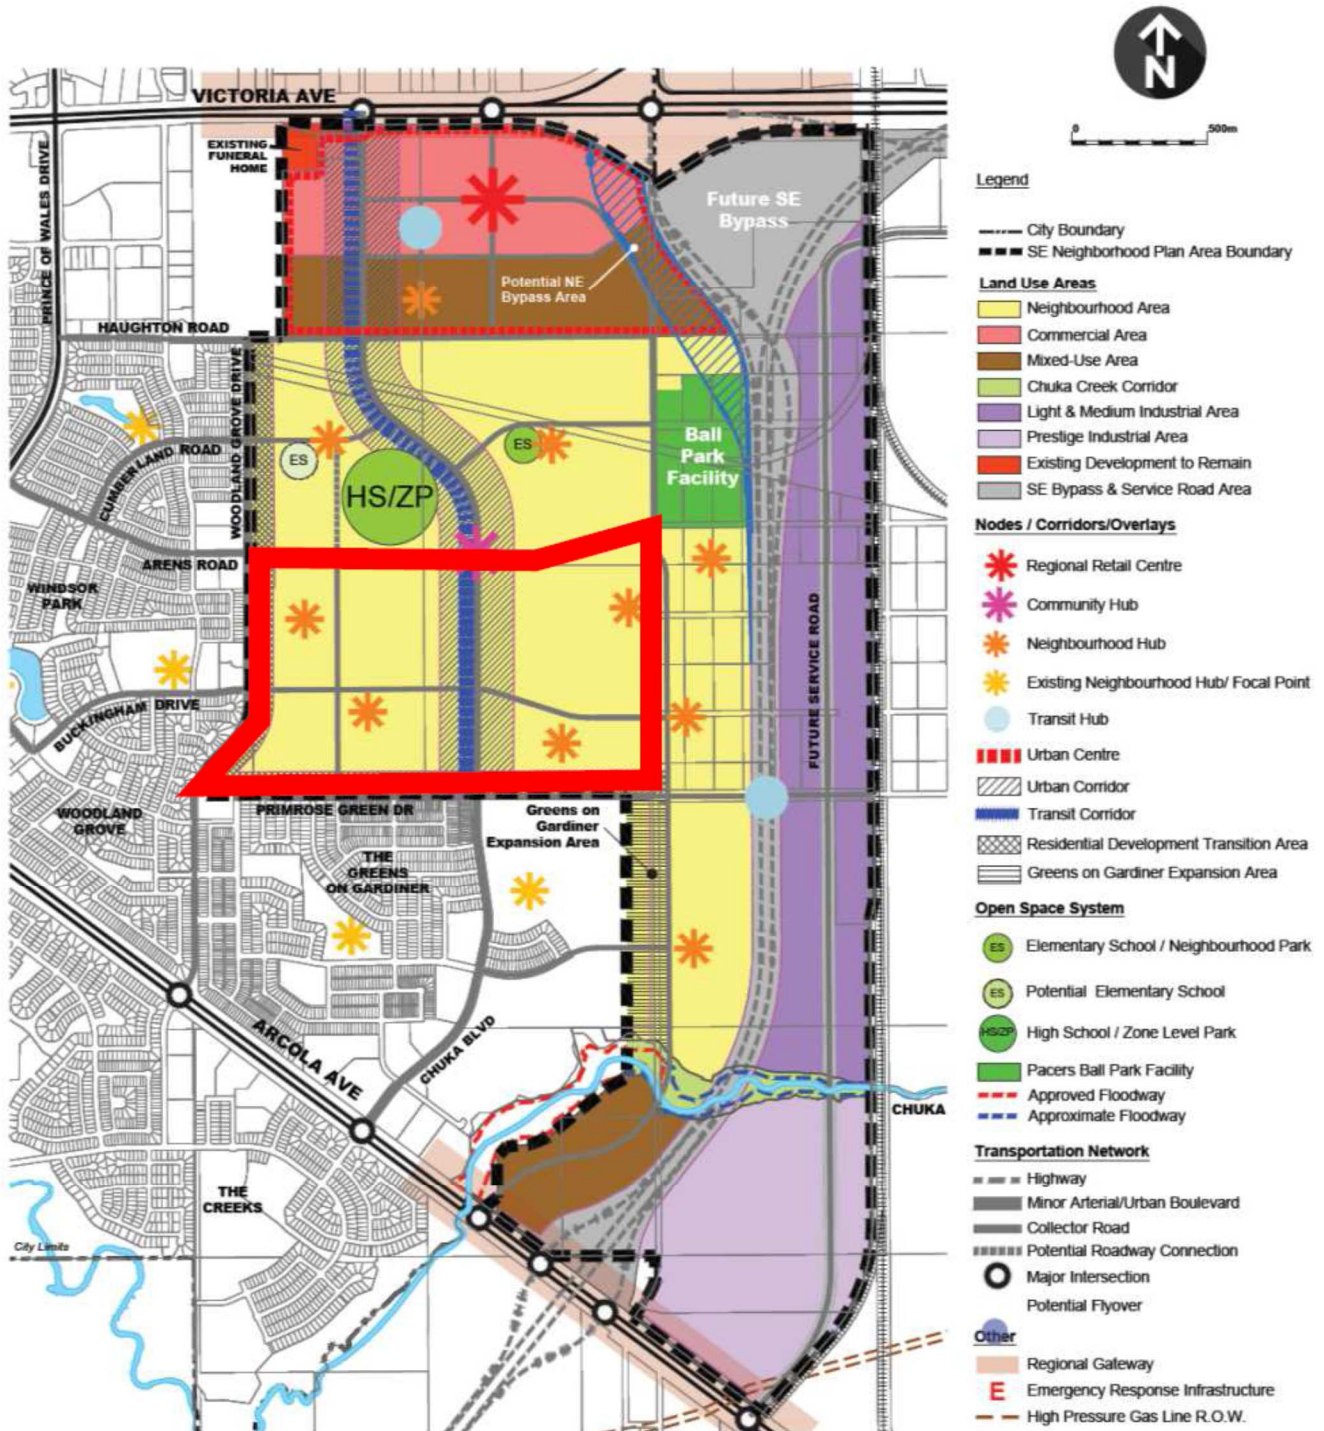 N
0 500m
VICTORIA AVE
EXISTING
FUNERAL
HOME
PRINCE OF WALES DRIVE
Future SE
Bypass
Potential NE
Bypass Area
HAUGHTON ROAD
WOODLAND GROVE DRIVE
CUMBERLAND ROAD
ES
ES
HS/ZP
Ball
Park
Facility
ARENS ROAD
WINDSOR
PARK
FUTURE SERVICE ROAD
BUCKINGHAM DRIVE
WOODLAND
GROVE
PRIMROSE GREEN DR
Greens on
Gardiner
Expansion Area
THE
GREENS
ON GARDINER
ARCOLA AVE
CHUKA BLVD
CHUKA
THE
CREEKS
City Limits
Legend
City Boundary
SE Neighborhood Plan Area Boundary
Land Use Areas
Neighbourhood Area
Commercial Area
Mixed-Use Area
Chuka Creek Corridor
Light & Medium Industrial Area
Prestige Industrial Area
Existing Development to Remain
SE Bypass & Service Road Area
Nodes / Corridors/Overlays
Regional Retail Centre
Community Hub
Neighbourhood Hub
Existing Neighbourhood Hub/ Focal Point
Transit Hub
Urban Centre
Urban Corridor
Transit Corridor
Residential Development Transition Area
Greens on Gardiner Expansion Area
Open Space System
ES Elementary School / Neighbourhood Park
ES Potential Elementary School
HS/ZP High School / Zone Level Park
Pacers Ball Park Facility
Approved Floodway
Approximate Floodway
Transportation Network
Highway
Minor Arterial/Urban Boulevard
Collector Road
Potential Roadway Connection
Major Intersection
Potential Flyover
Other
Regional Gateway
E Emergency Response Infrastructure
High Pressure Gas Line R.O.W.